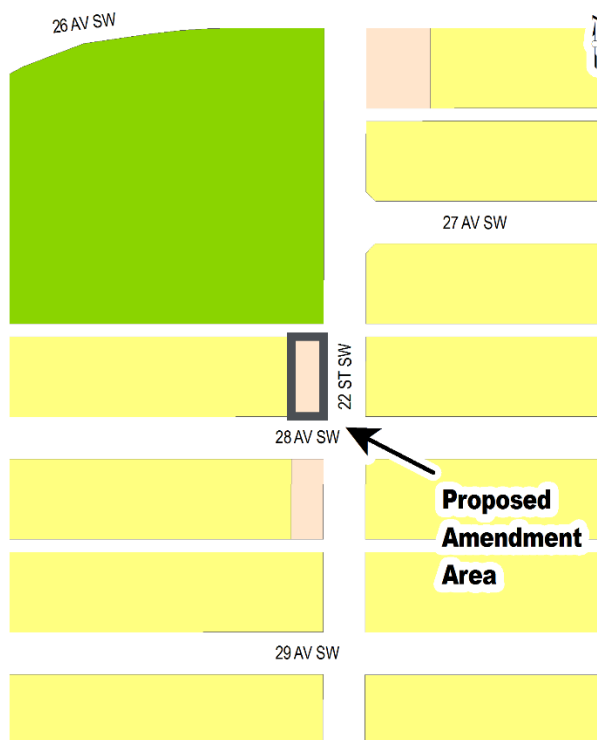 26 AV SW
27 AV SW
22 ST SW
28 AV SW
Proposed
Amendment
Area
29 AV SW